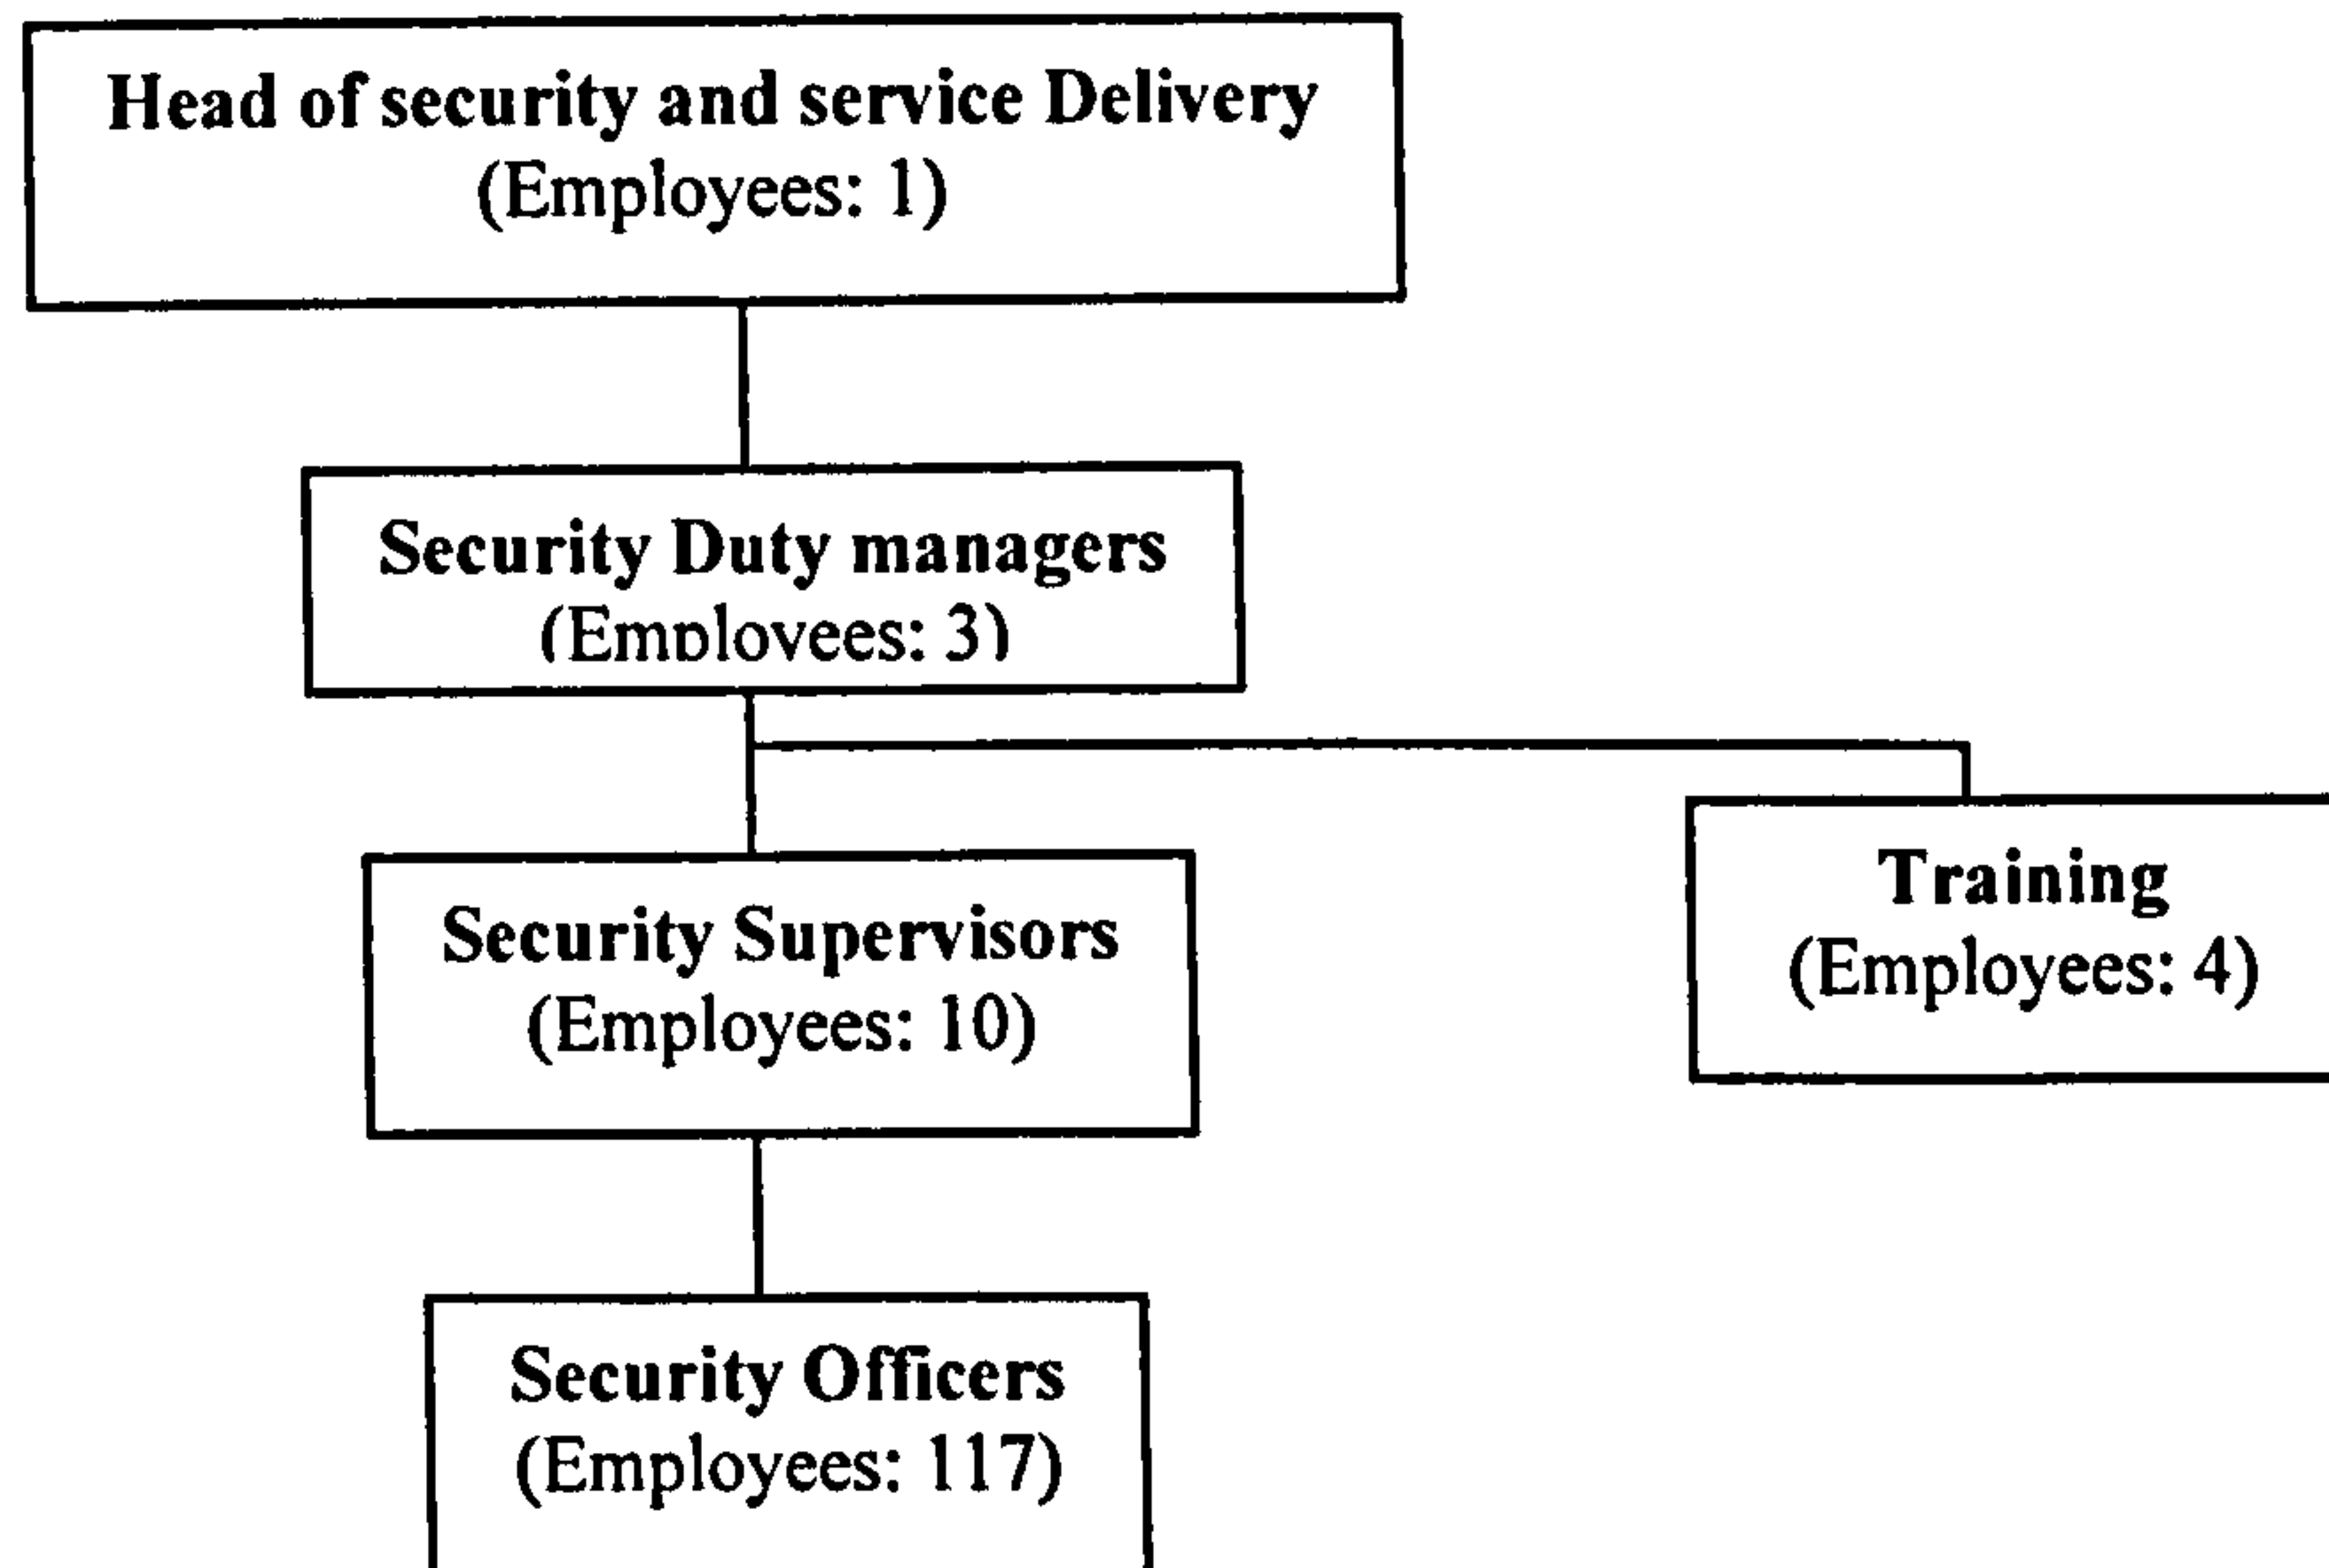 Head of security and service Delivery
(Employees: 1)
Security Duty managers
(Employees: 3)
Security Supervisors
(Employees: 10)
Training
(Employees: 4)
Security Officers
(Employees: 117)